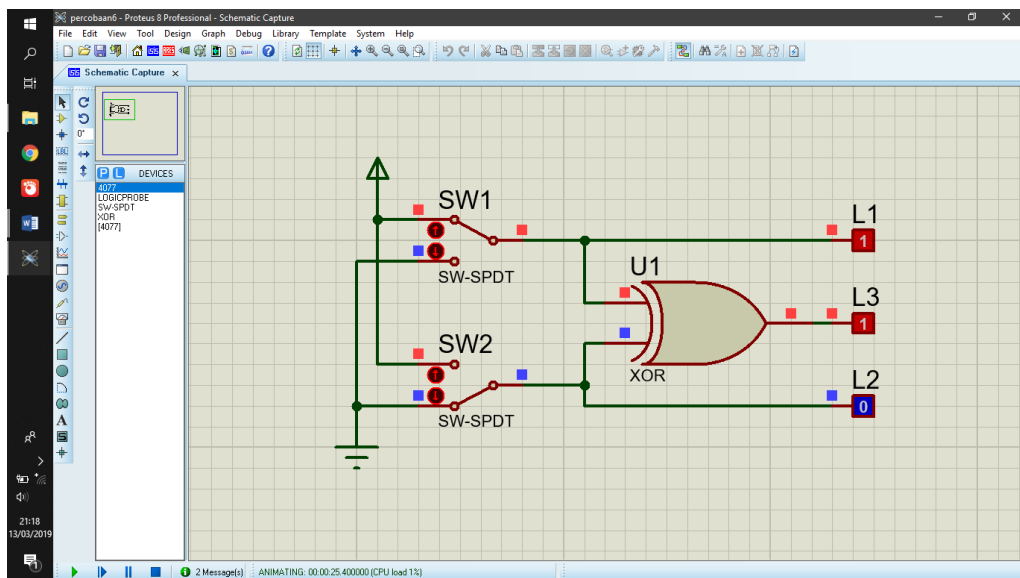 percobaan6 - Proteus 8 Professional - Schematic Capture
File Edit View Tool Design Graph Debug Library Template System Help
Schematic Capture
0°
P L DEVICES
4077
LOGICPROBE
SW-SPDT
XOR
[4077]
SW1
SW-SPDT
SW2
SW-SPDT
U1
XOR
L1
1
L3
1
L2
0
21:18
13/03/2019
2 Message(s)
ANIMATING: 00:00:25.400000 (CPU load 1%)